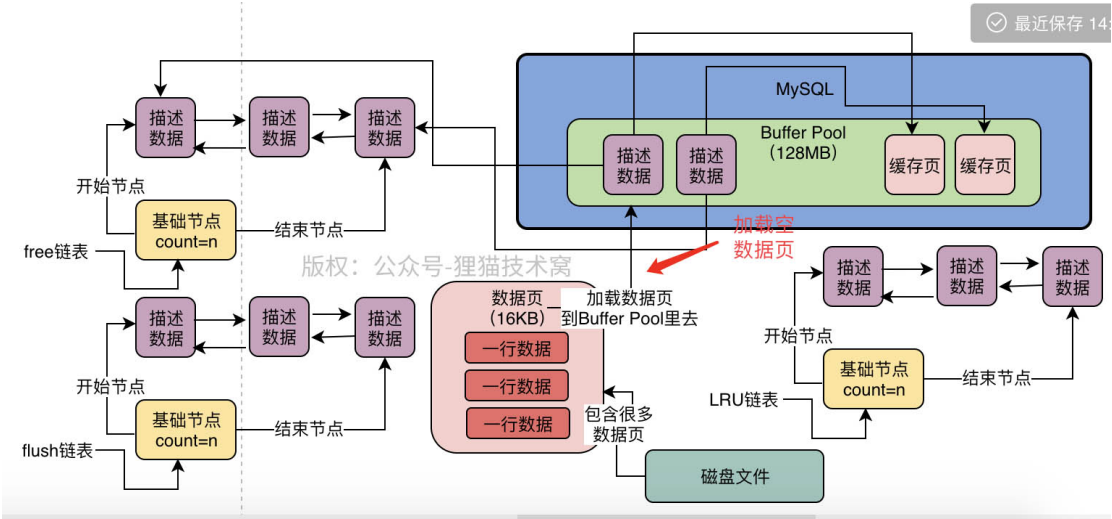 最近保存 14:
MySQL
Buffer Pool
（128MB）
描述
数据
描述
数据
缓存页
缓存页
描述
数据
描述
数据
描述
数据
开始节点
基础节点
count=n
结束节点
free链表
加载空
数据页
版权：公众号-狸猫技术窝
描述
数据
描述
数据
描述
数据
开始节点
基础节点
count=n
结束节点
flush链表
数据页
（16KB）
加载数据页
到Buffer Pool里去
一行数据
一行数据
一行数据
包含很多
数据页
磁盘文件
描述
数据
描述
数据
描述
数据
开始节点
基础节点
count=n
结束节点
LRU链表